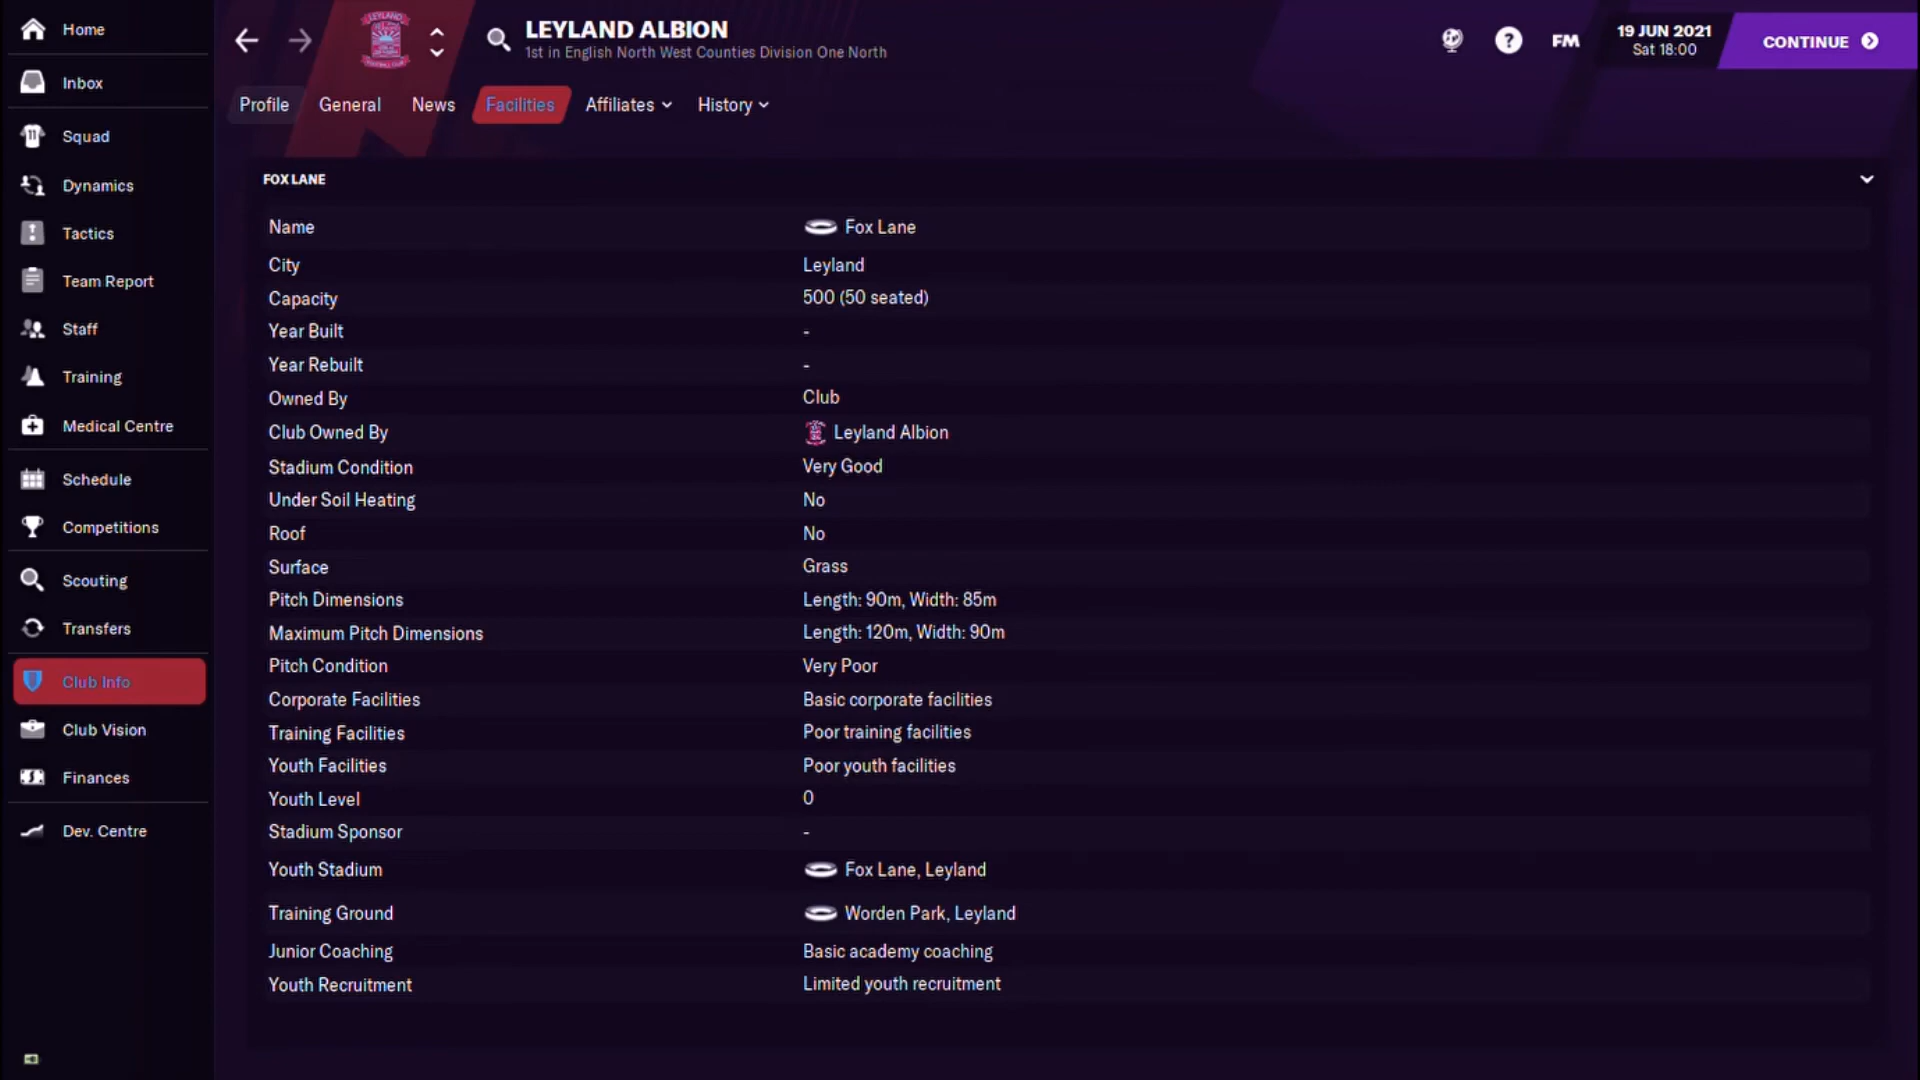 Home
Inbox
Squad
Dynamics
Tactics
Team Report
Staff
Training
Medical Centre
Schedule
Competitions
Scouting
Transfers
Club Info
Club Vision
Finances
Dev. Centre
LEYLAND ALBION
1st in English North West Counties Division One North
FM
19 JUN 2021
Sat 18:00
CONTINUE
Profile General News Facilities Affiliates History
FOX LANE
Name Fox Lane
City Leyland
Capacity 500 (50 seated)
Year Built -
Year Rebuilt -
Owned By Club
Club Owned By Leyland Albion
Stadium Condition Very Good
Under Soil Heating No
Roof No
Surface Grass
Pitch Dimensions Length: 90m, Width: 85m
Maximum Pitch Dimensions Length: 120m, Width: 90m
Pitch Condition Very Poor
Corporate Facilities Basic corporate facilities
Training Facilities Poor training facilities
Youth Facilities Poor youth facilities
Youth Level 0
Stadium Sponsor -
Youth Stadium Fox Lane, Leyland
Training Ground Worden Park, Leyland
Junior Coaching Basic academy coaching
Youth Recruitment Limited youth recruitment